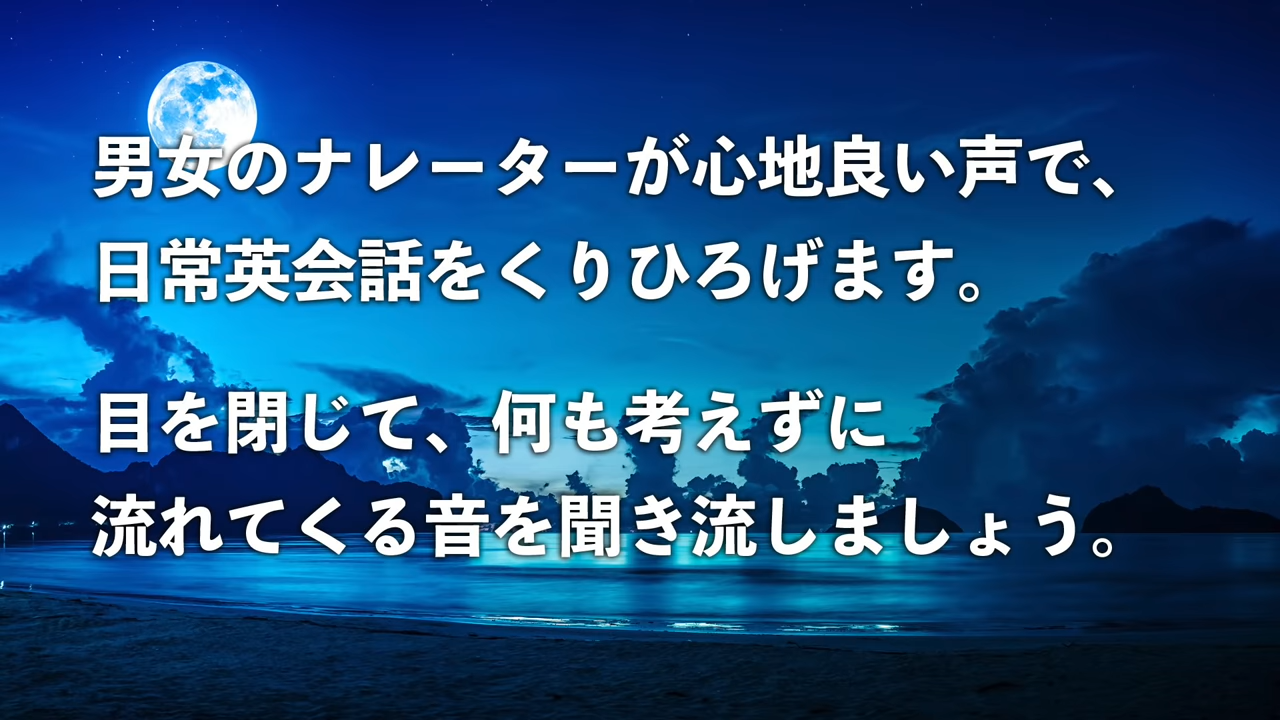 男女のナレーターが心地良い声で、
日常英会話をくりひろげます。
目を閉じて、何も考えずに
流れてくる音を聞き流しましょう。